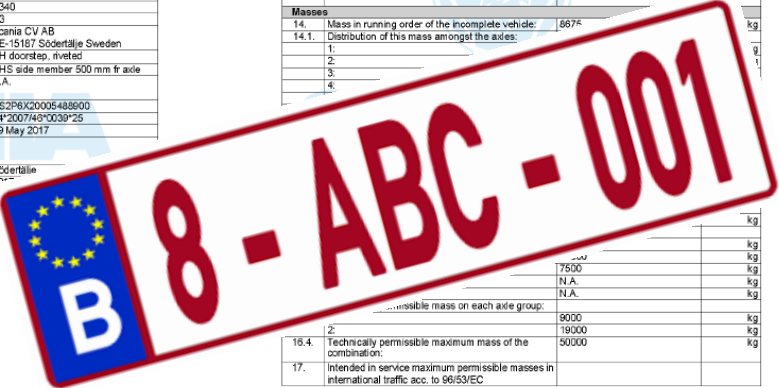 340
3
cania CV AB
E-15187 Södertälje Sweden
H doorstep, riveted
HS side member 500 mm fr axle
.A.
S2P6X20005488900
4*2007/46*0039*25
9 May 2017
ödertälje
Masses
14. Mass in running order of the incomplete vehicle: 8675 kg
14.1. Distribution of this mass amongst the axles:
1:
2:
3:
4:
8 - ABC - 001
B
kg
kg
kg
7500 kg
N.A. kg
N.A. kg
missible mass on each axle group:
9000 kg
2: 19000 kg
16.4. Technically permissible maximum mass of the 50000 kg
combination:
17. Intended in service maximum permissible masses in
international traffic acc. to 96/53/EC